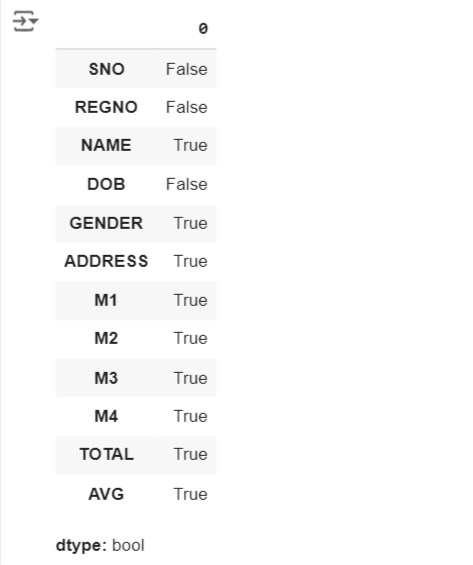 0
SNO False
REGNO False
NAME True
DOB False
GENDER True
ADDRESS True
M1 True
M2 True
M3 True
M4 True
TOTAL True
AVG True
dtype: bool